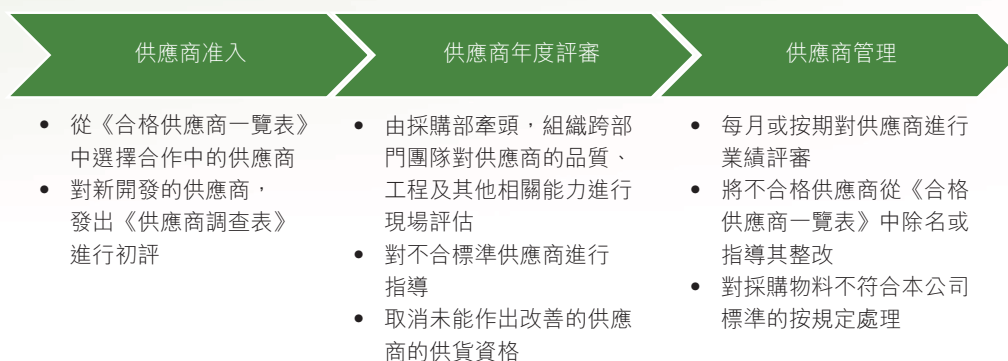 供應商准入
供應商年度評審
供應商管理
• 從《合格供應商一覽表》
中選擇合作中的供應商
• 對新開發的供應商，
發出《供應商調查表》
進行初評
• 由採購部牽頭，組織跨部
門團隊對供應商的品質、
工程及其他相關能力進行
現場評估
• 對不合標準供應商進行
指導
• 取消未能作出改善的供應
商的供貨資格
• 每月或按期對供應商進行
業績評審
• 將不合格供應商從《合格
供應商一覽表》中除名或
指導其整改
• 對採購物料不符合本公司
標準的按規定處理